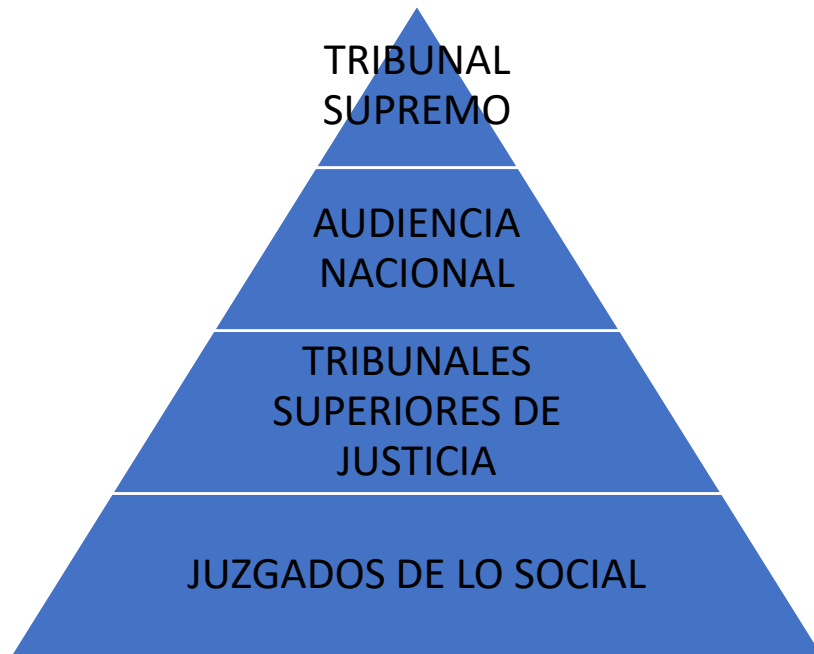 TRIBUNAL
SUPREMO
AUDIENCIA
NACIONAL
TRIBUNALES
SUPERIORES DE
JUSTICIA
JUZGADOS DE LO SOCIAL